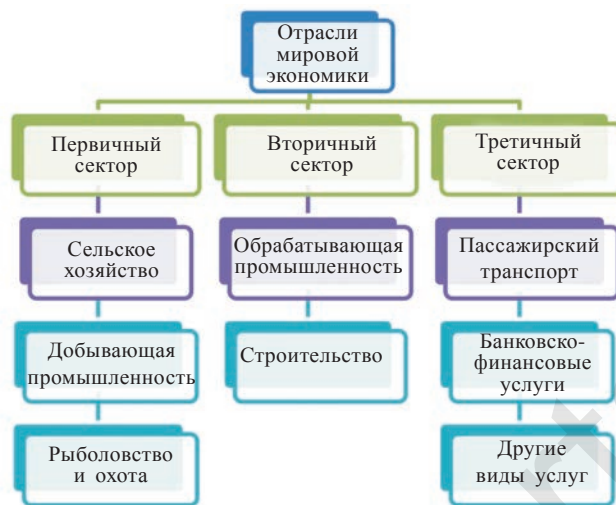 Отрасли
мировой
экономики
Первичный
сектор
Вторичный
сектор
Третичный
сектор
Сельское
хозяйство
Обрабатывающая
промышленность
Пассажирский
транспорт
Добывающая
промышленность
Строительство
Банковско-
финансовые
услуги
Рыболовство
и охота
Другие
виды услуг